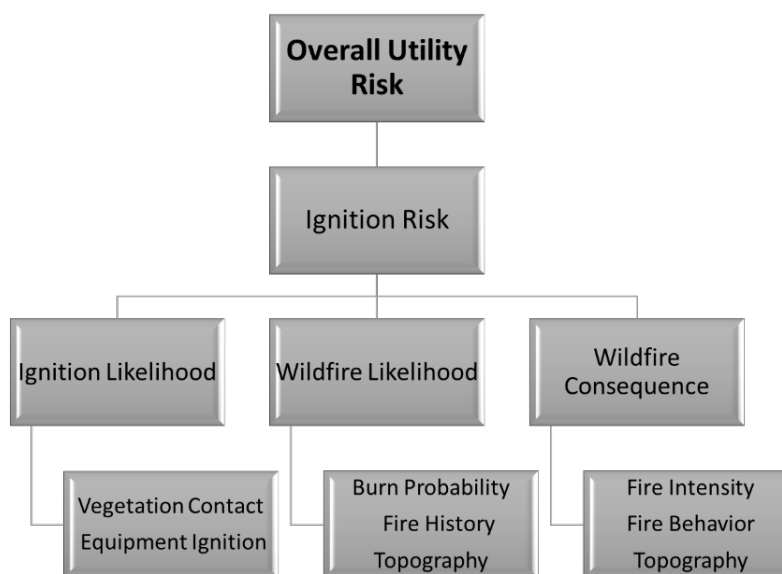 Overall Utility
Risk
Ignition Risk
Ignition Likelihood
Wildfire Likelihood
Wildfire
Consequence
Vegetation Contact
Equipment Ignition
Burn Probability
Fire History
Topography
Fire Intensity
Fire Behavior
Topography